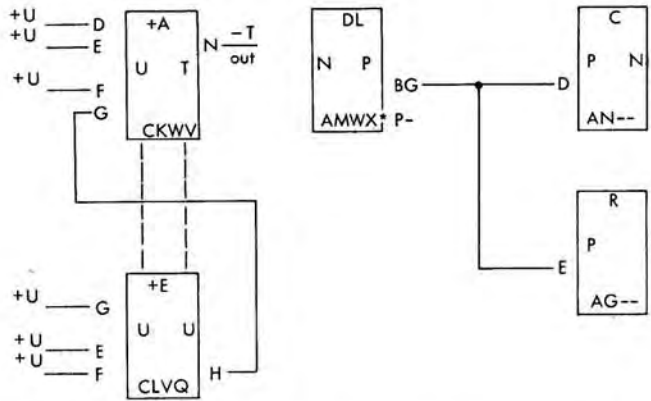 +U D +A N -T DL C
+U E U T out N P P N
+U F BG D
G CKWV AMWX* P- AN--
R
P
+E E
+U G AG--
U U
+U E
+U F H
CLVQ